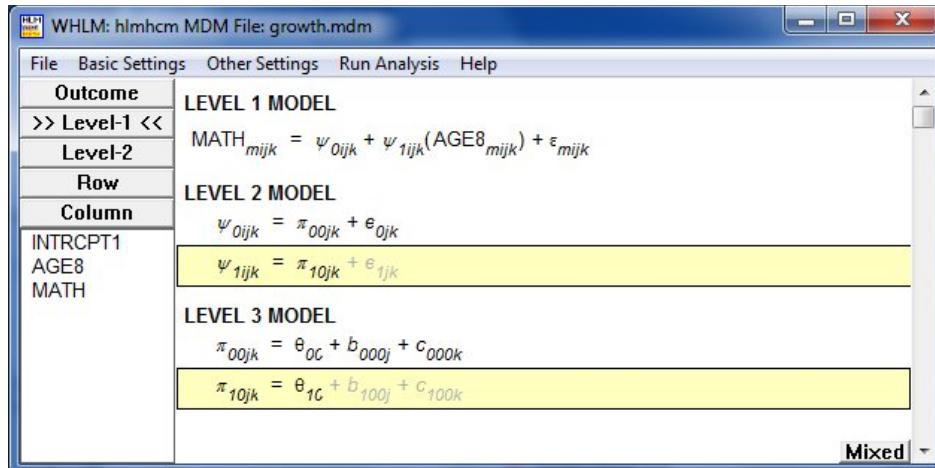 WHLM: hlmhcm MDM File: growth.mdm
File Basic Settings Other Settings Run Analysis Help
Outcome
>> Level-1 <<
Level-2
Row
Column
INTRCPT1
AGE8
MATH
LEVEL 1 MODEL
MATH_mijk = ψ_0ijk + ψ_1ijk(AGE8_mijk) + ε_mijk
LEVEL 2 MODEL
ψ_0ijk = π_00jk + e_0jk
ψ_1ijk = π_10jk + e_1jk
LEVEL 3 MODEL
π_00jk = θ_0C + b_000j + c_000k
π_10jk = θ_1C + b_100j + c_100k
Mixed